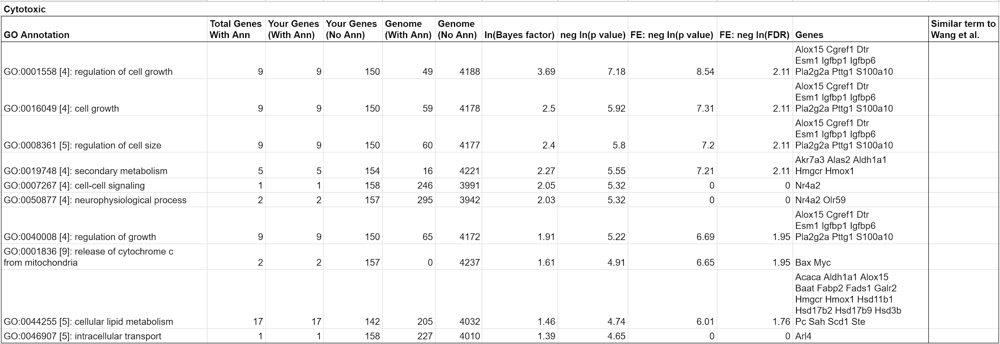 Cytotoxic
GO Annotation Total Genes With Ann Your Genes (With Ann) Your Genes (No Ann) Genome (With Ann) Genome (No Ann) ln(Bayes factor) neg ln(p value) FE: neg ln(p value) FE: neg ln(FDR) Genes Similar term to Wang et al.
GO:0001558 [4]: regulation of cell growth 9 9 150 49 4188 3.69 7.18 8.54 2.11 Alox15 Cgref1 Dtr
Esm1 Igfbp1 Igfbp6
Pla2g2a Pttg1 S100a10
GO:0016049 [4]: cell growth 9 9 150 59 4178 2.5 5.92 7.31 2.11 Alox15 Cgref1 Dtr
Esm1 Igfbp1 Igfbp6
Pla2g2a Pttg1 S100a10
GO:0008361 [5]: regulation of cell size 9 9 150 60 4177 2.4 5.8 7.2 2.11 Alox15 Cgref1 Dtr
Esm1 Igfbp1 Igfbp6
Pla2g2a Pttg1 S100a10
GO:0019748 [4]: secondary metabolism 5 5 154 16 4221 2.27 5.55 7.21 2.11 Akr7a3 Alas2 Aldh1a1
Hmgcr Hmox1
GO:0007267 [4]: cell-cell signaling 1 1 158 246 3991 2.05 5.32 0 0 Nr4a2
GO:0050877 [4]: neurophysiological process 2 2 157 295 3942 2.03 5.32 0 0 Nr4a2 Olr59
GO:0040008 [4]: regulation of growth 9 9 150 65 4172 1.91 5.22 6.69 1.95 Alox15 Cgref1 Dtr
Esm1 Igfbp1 Igfbp6
Pla2g2a Pttg1 S100a10
GO:0001836 [9]: release of cytochrome c
from mitochondria 2 2 157 0 4237 1.61 4.91 6.65 1.95 Bax Myc
GO:0044255 [5]: cellular lipid metabolism 17 17 142 205 4032 1.46 4.74 6.01 1.76 Acaca Aldh1a1 Alox15
Baat Fabp2 Fads1 Galr2
Hmgcr Hmox1 Hsd11b1
Hsd17b2 Hsd17b9 Hsd3b
Pc Sah Scd1 Ste
GO:0046907 [5]: intracellular transport 1 1 158 227 4010 1.39 4.65 0 0 Arl4